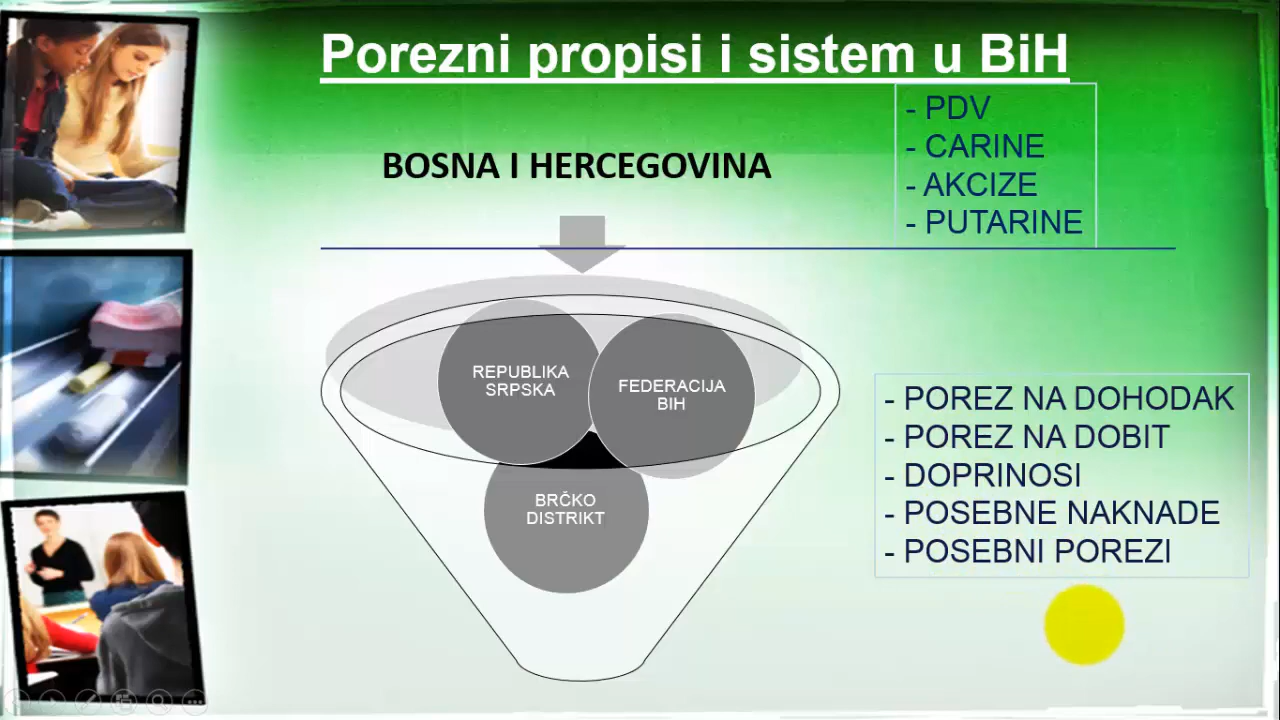 Porezni propisi i sistem u BiH
- PDV
- CARINE
- AKCIZE
- PUTARINE
BOSNA I HERCEGOVINA
REPUBLIKA
SRPSKA
FEDERACIJA
BIH
BRČKO
DISTRIKT
- POREZ NA DOHODAK
- POREZ NA DOBIT
- DOPRINOSI
- POSEBNE NAKNADE
- POSEBNI POREZI